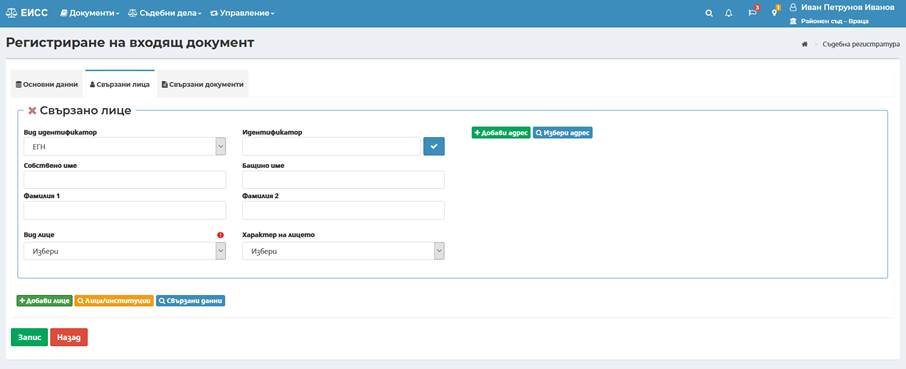 ЕИСС Документи Съдебни дела Управление 3 1 Иван Петрунов Иванов
Районен съд – Враца
Регистриране на входящ документ
Съдебна регистратура
Основни данни Свързани лица Свързани документи
Свързано лице
Вид идентификатор Идентификатор
ЕГН
Добави адрес Избери адрес
Собствено име Бащино име
Фамилия 1 Фамилия 2
Вид лице Характер на лицето
Избери Избери
Добави лице Лица/институции Свързани данни
Запис Назад